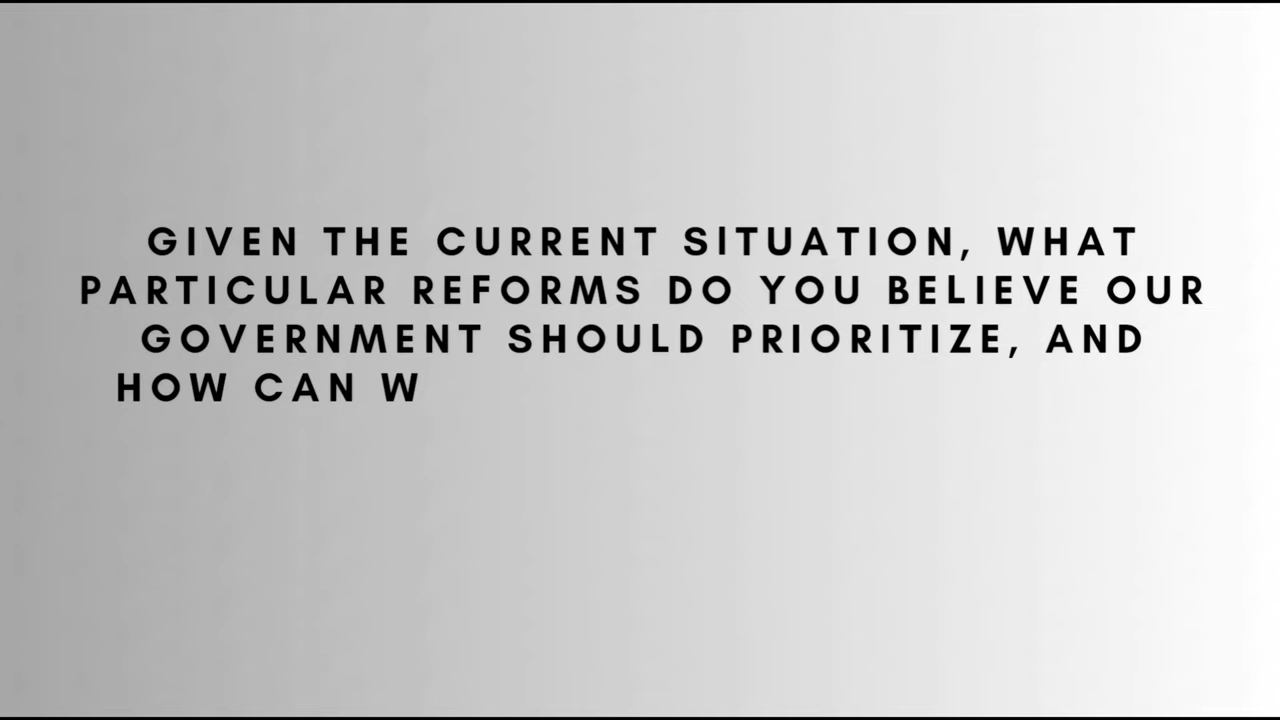 GIVEN THE CURRENT SITUATION, WHAT
PARTICULAR REFORMS DO YOU BELIEVE OUR
GOVERNMENT SHOULD PRIORITIZE, AND
HOW CAN W